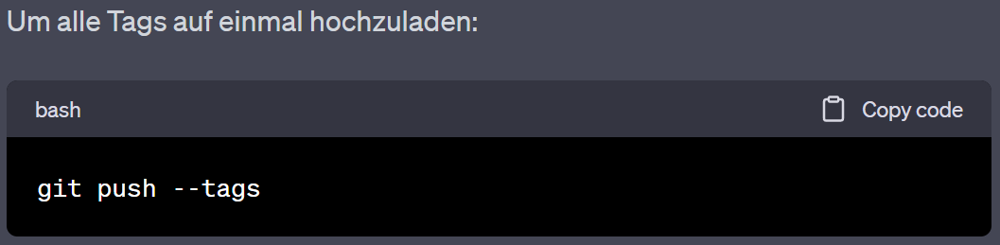 Um alle Tags auf einmal hochzuladen:
bash
Copy code
git push --tags